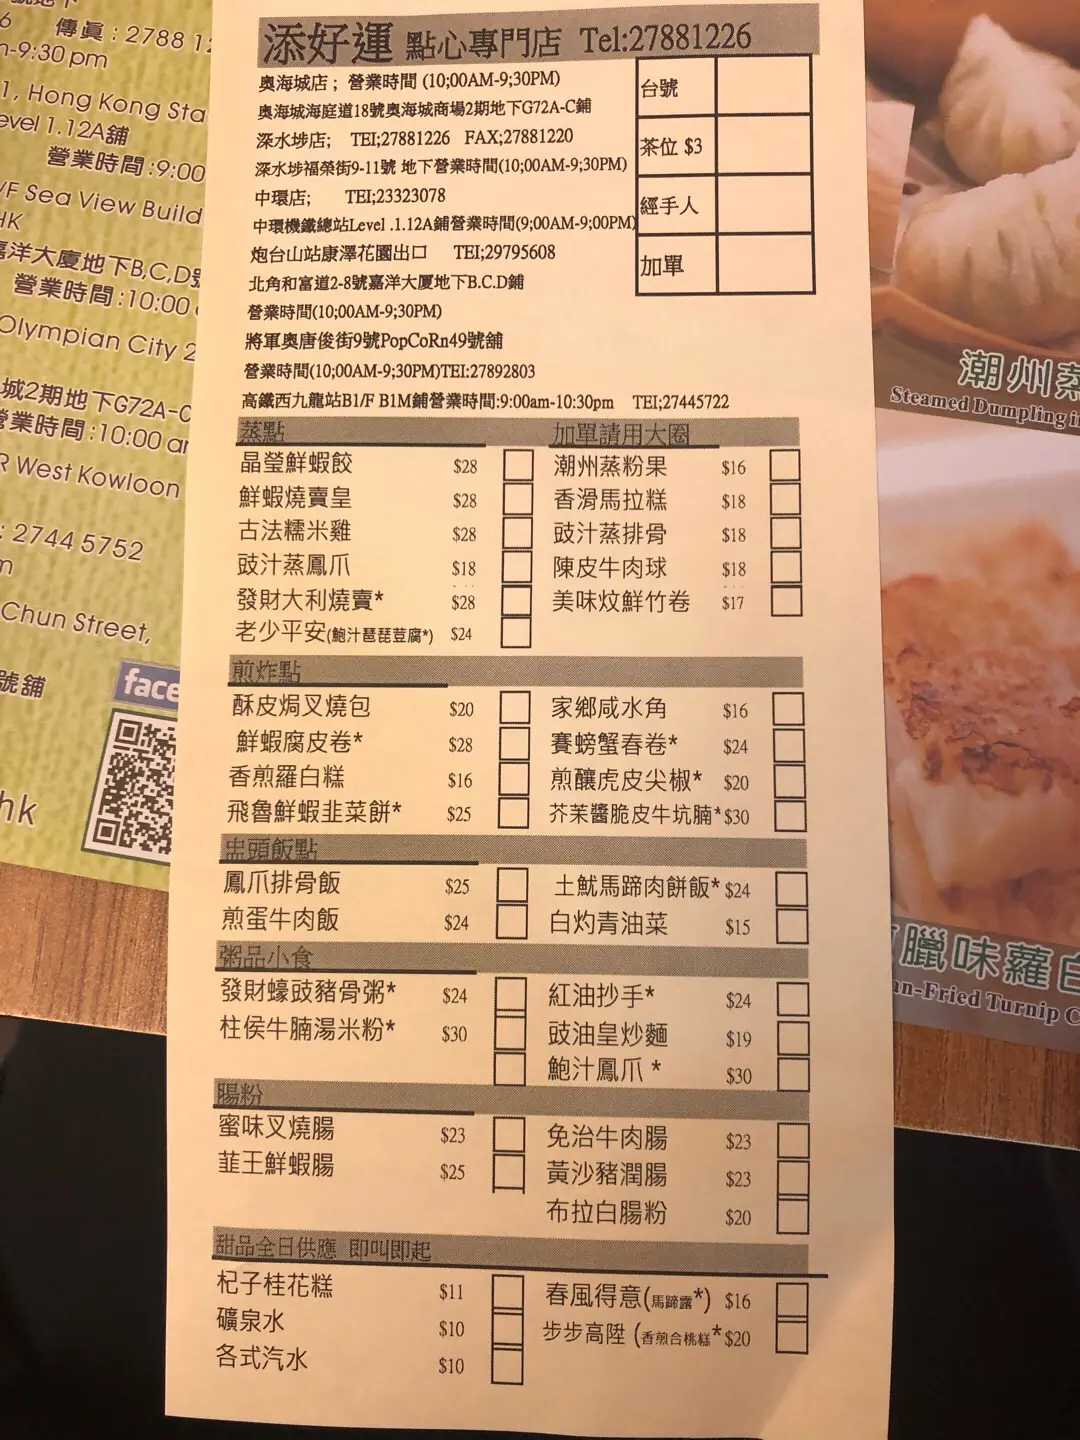 添好運 點心專門店 Tel:27881226
奧海城店; 營業時間 (10;00AM-9;30PM)
奧海城海庭道18號奧海城商場2期地下G72A-C鋪
深水埗店; TEI;27881226 FAX;27881220
深水埗福榮街9-11號 地下營業時間(10;00AM-9;30PM)
中環店; TEI;23323078
中環機鐵總站Level .1.12A鋪營業時間(9;00AM-9;00PM)
炮台山站康澤花園出口 TEI;29795608
北角和富道2-8號嘉洋大厦地下B.C.D鋪
營業時間(10;00AM-9;30PM)
將軍奧唐俊街9號PopCoRn49號舖
營業時間(10;00AM-9;30PM)TEI:27892803
高鐵西九龍站B1/F B1M鋪營業時間:9:00am-10:30pm TEI;27445722
台號
茶位 $3
經手人
加單
蒸點 加單請用大圈
晶瑩鮮蝦餃 $28 潮州蒸粉果 $16
鮮蝦燒賣皇 $28 香滑馬拉糕 $18
古法糯米雞 $28 豉汁蒸排骨 $18
豉汁蒸鳳爪 $18 陳皮牛肉球 $18
發財大利燒賣* $28 美味炆鮮竹卷 $17
老少平安(鮑汁琵琶荳腐*) $24
煎炸點
酥皮焗叉燒包 $20 家鄉咸水角 $16
鮮蝦腐皮卷* $28 賽螃蟹春卷* $24
香煎羅白糕 $16 煎釀虎皮尖椒* $20
飛魯鮮蝦韭菜餅* $25 芥茉醬脆皮牛坑腩* $30
盅頭飯點
鳳爪排骨飯 $25 土魷馬蹄肉餅飯* $24
煎蛋牛肉飯 $24 白灼青油菜 $15
粥品小食
發財蠔豉豬骨粥* $24 紅油抄手* $24
柱侯牛腩湯米粉* $30 豉油皇炒麵 $19
鮑汁鳳爪 * $30
腸粉
蜜味叉燒腸 $23 免治牛肉腸 $23
韮王鮮蝦腸 $25 黃沙豬潤腸 $23
布拉白腸粉 $20
甜品全日供應 即叫即起
杞子桂花糕 $11 春風得意(馬蹄露*) $16
礦泉水 $10 步步高陞 (香煎合桃糕* $20
各式汽水 $10
傳真: 2788 12
-9:30 pm
1, Hong Kong Sta
evel 1.12A舖
營業時間:9:00
/F Sea View Build
HK
嘉洋大廈地下B,C,D號
營業時間:10:00
Olympian City 2
城2期地下G72A-C
營業時間:10:00 am
R West Kowloon
: 2744 5752
Chun Street,
號舖
face
hk
潮州蒸
Steamed Dumpling in
臘味蘿白
an-Fried Turnip C